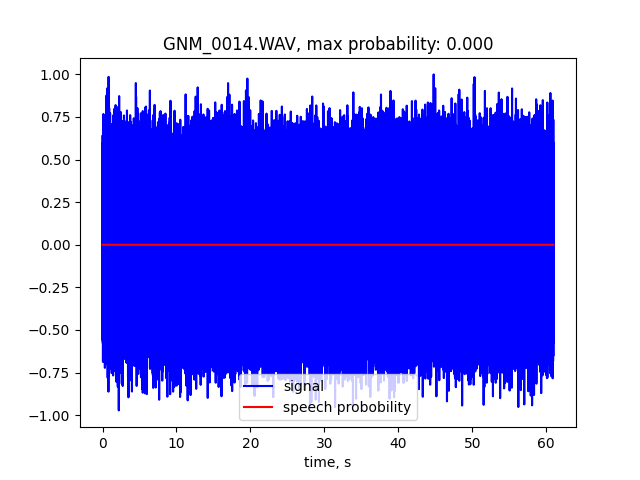 GNM_0014.WAV, max probability: 0.000
1.00
0.75
0.50
0.25
0.00
−0.25
−0.50
−0.75
−1.00
signal
speech probobility
0 10 20 30 40 50 60
time, s